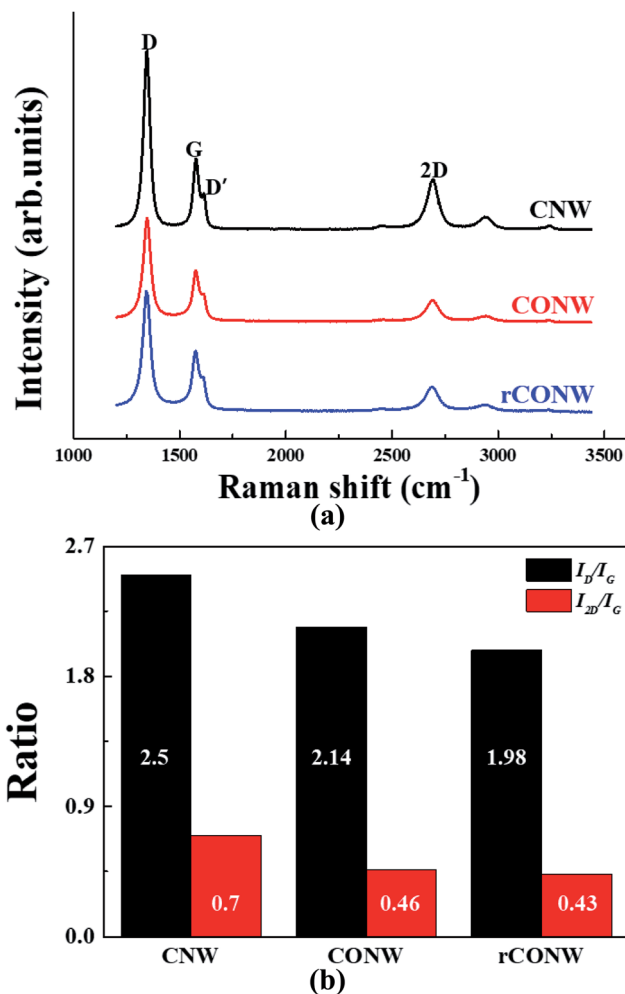 D
G
D′
2D
CNW
CONW
rCONW
Intensity (arb.units)
1000 1500 2000 2500 3000 3500
Raman shift (cm⁻¹)
(a)
2.7
1.8
0.9
0.0
Ratio
I_D/I_G
I_2D/I_G
2.5
2.14
1.98
0.7
0.46
0.43
CNW CONW rCONW
(b)